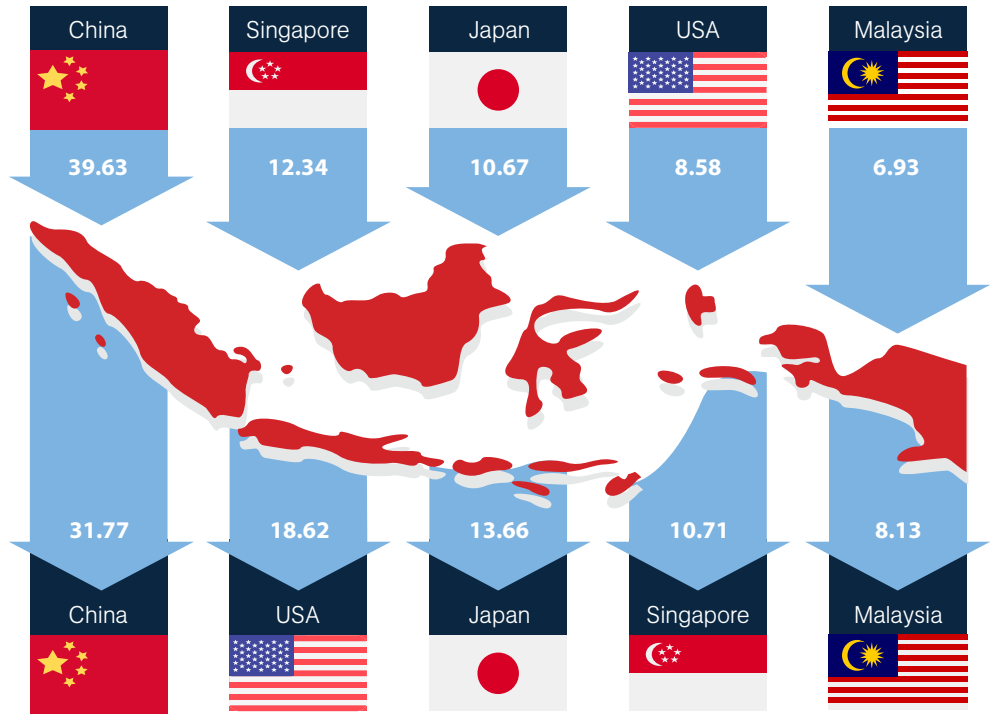 China
Singapore
Japan
USA
Malaysia
39.63
12.34
10.67
8.58
6.93
31.77
18.62
13.66
10.71
8.13
China
USA
Japan
Singapore
Malaysia